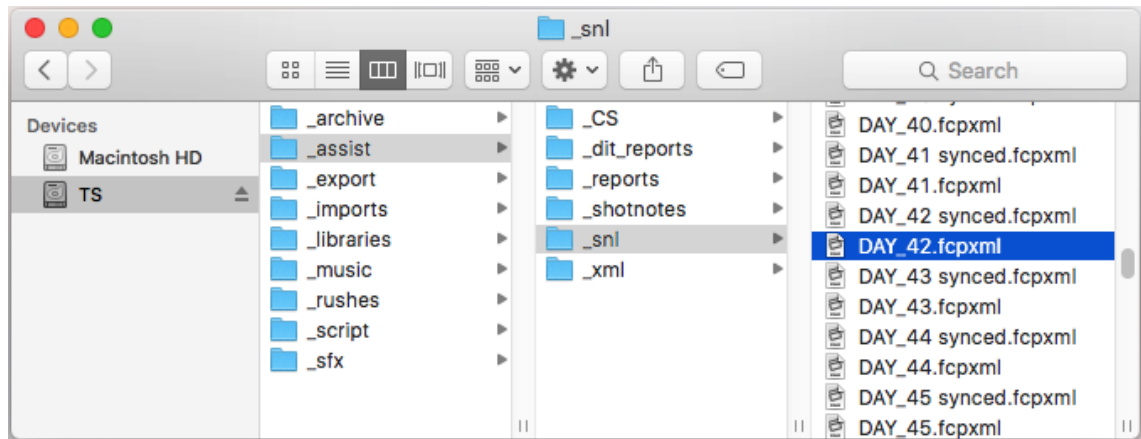 _snl
Search
Devices
Macintosh HD
TS
_archive
_assist
_export
_imports
_libraries
_music
_rushes
_script
_sfx
_CS
_dit_reports
_reports
_shotnotes
_snl
_xml
DAY_40.fcpxml
DAY_41 synced.fcpxml
DAY_41.fcpxml
DAY_42 synced.fcpxml
DAY_42.fcpxml
DAY_43 synced.fcpxml
DAY_43.fcpxml
DAY_44 synced.fcpxml
DAY_44.fcpxml
DAY_45 synced.fcpxml
DAY_45.fcpxml